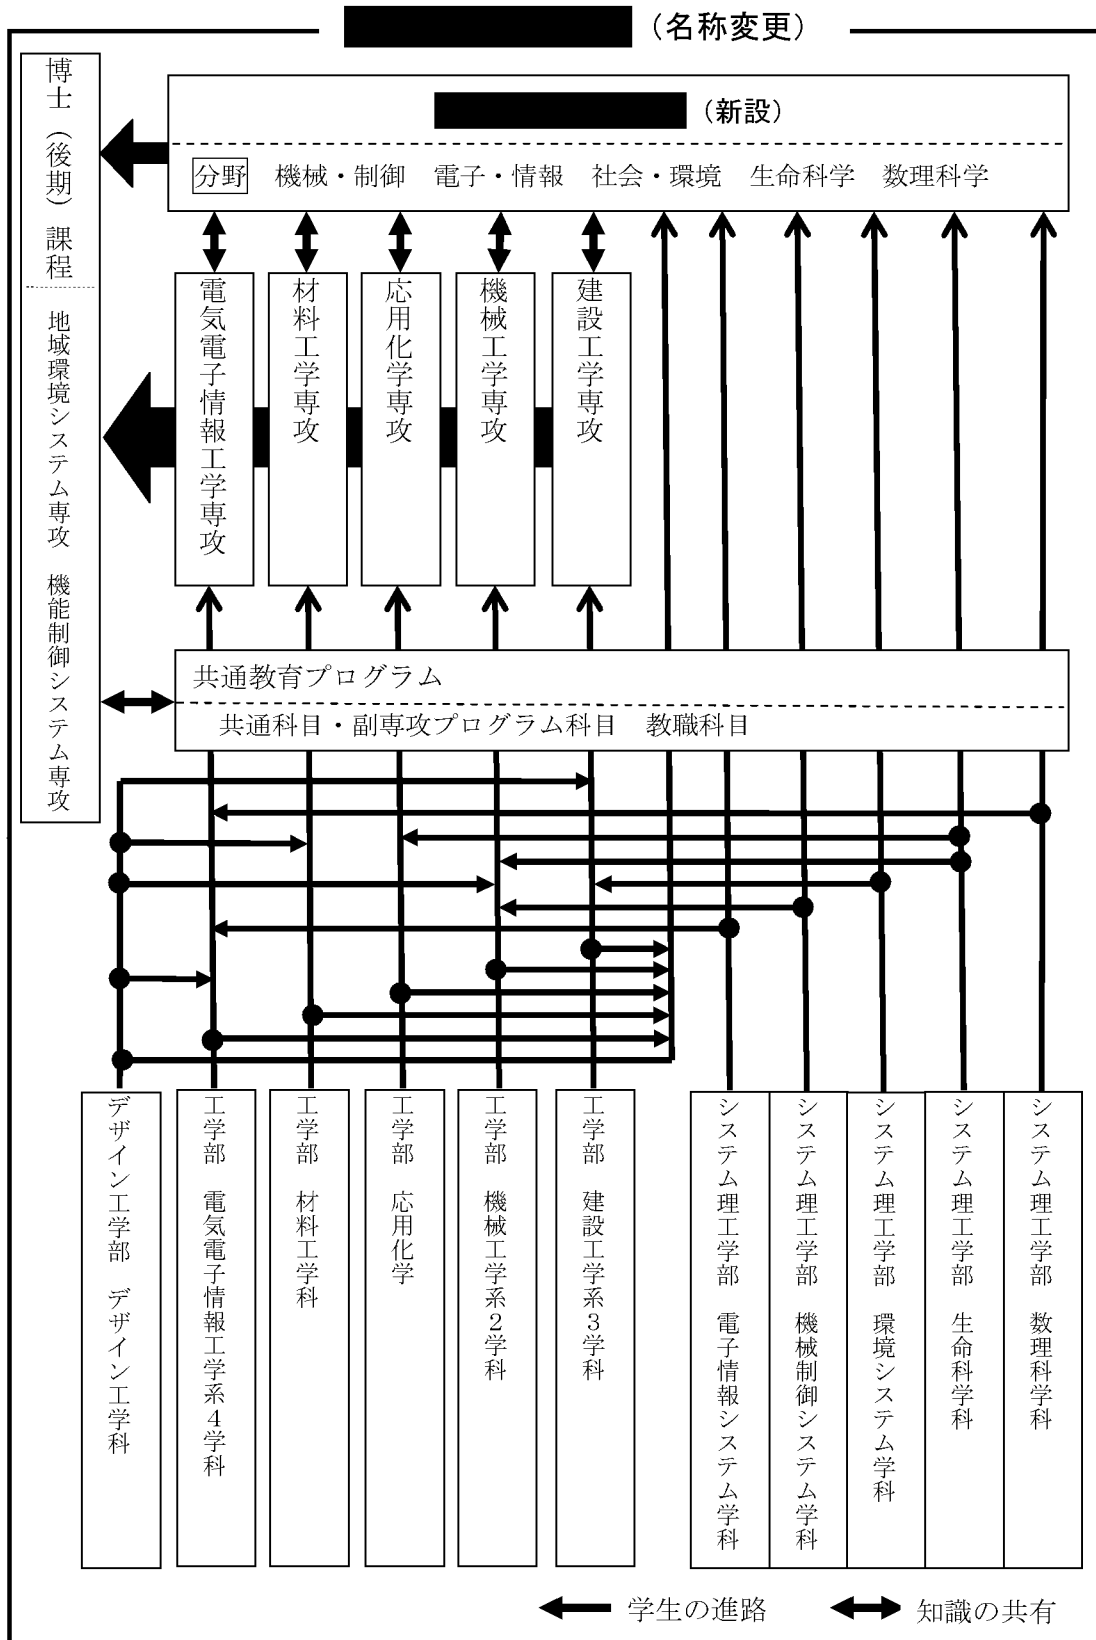 （名称変更）
（新設）
分野 機械・制御 電子・情報 社会・環境 生命科学 数理科学
博士（後期）課程
地域環境システム専攻 機能制御システム専攻
電気電子情報工学専攻
材料工学専攻
応用化学専攻
機械工学専攻
建設工学専攻
共通教育プログラム
共通科目・副専攻プログラム科目 教職科目
デザイン工学部 デザイン工学科
工学部 電気電子情報工学系4学科
工学部 材料工学科
工学部 応用化学
工学部 機械工学系2学科
工学部 建設工学系3学科
システム理工学部 電子情報システム学科
システム理工学部 機械制御システム学科
システム理工学部 環境システム学科
システム理工学部 生命科学科
システム理工学部 数理科学科
学生の進路
知識の共有